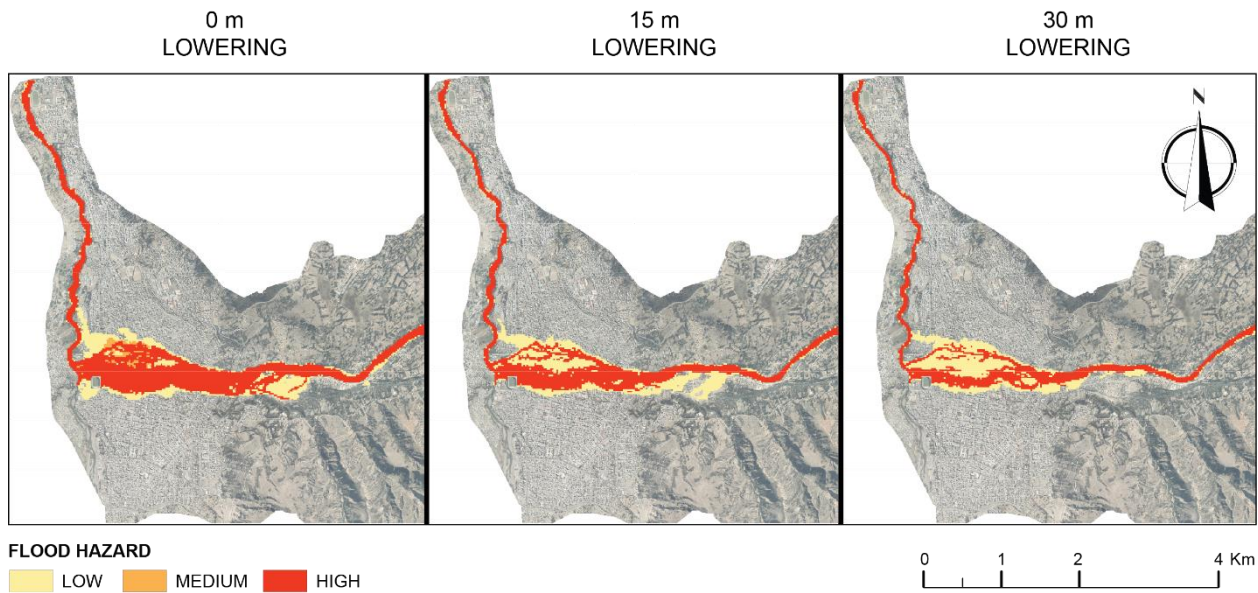 0 m
LOWERING
15 m
LOWERING
30 m
LOWERING
N
FLOOD HAZARD
LOW MEDIUM HIGH
0 1 2 4 Km